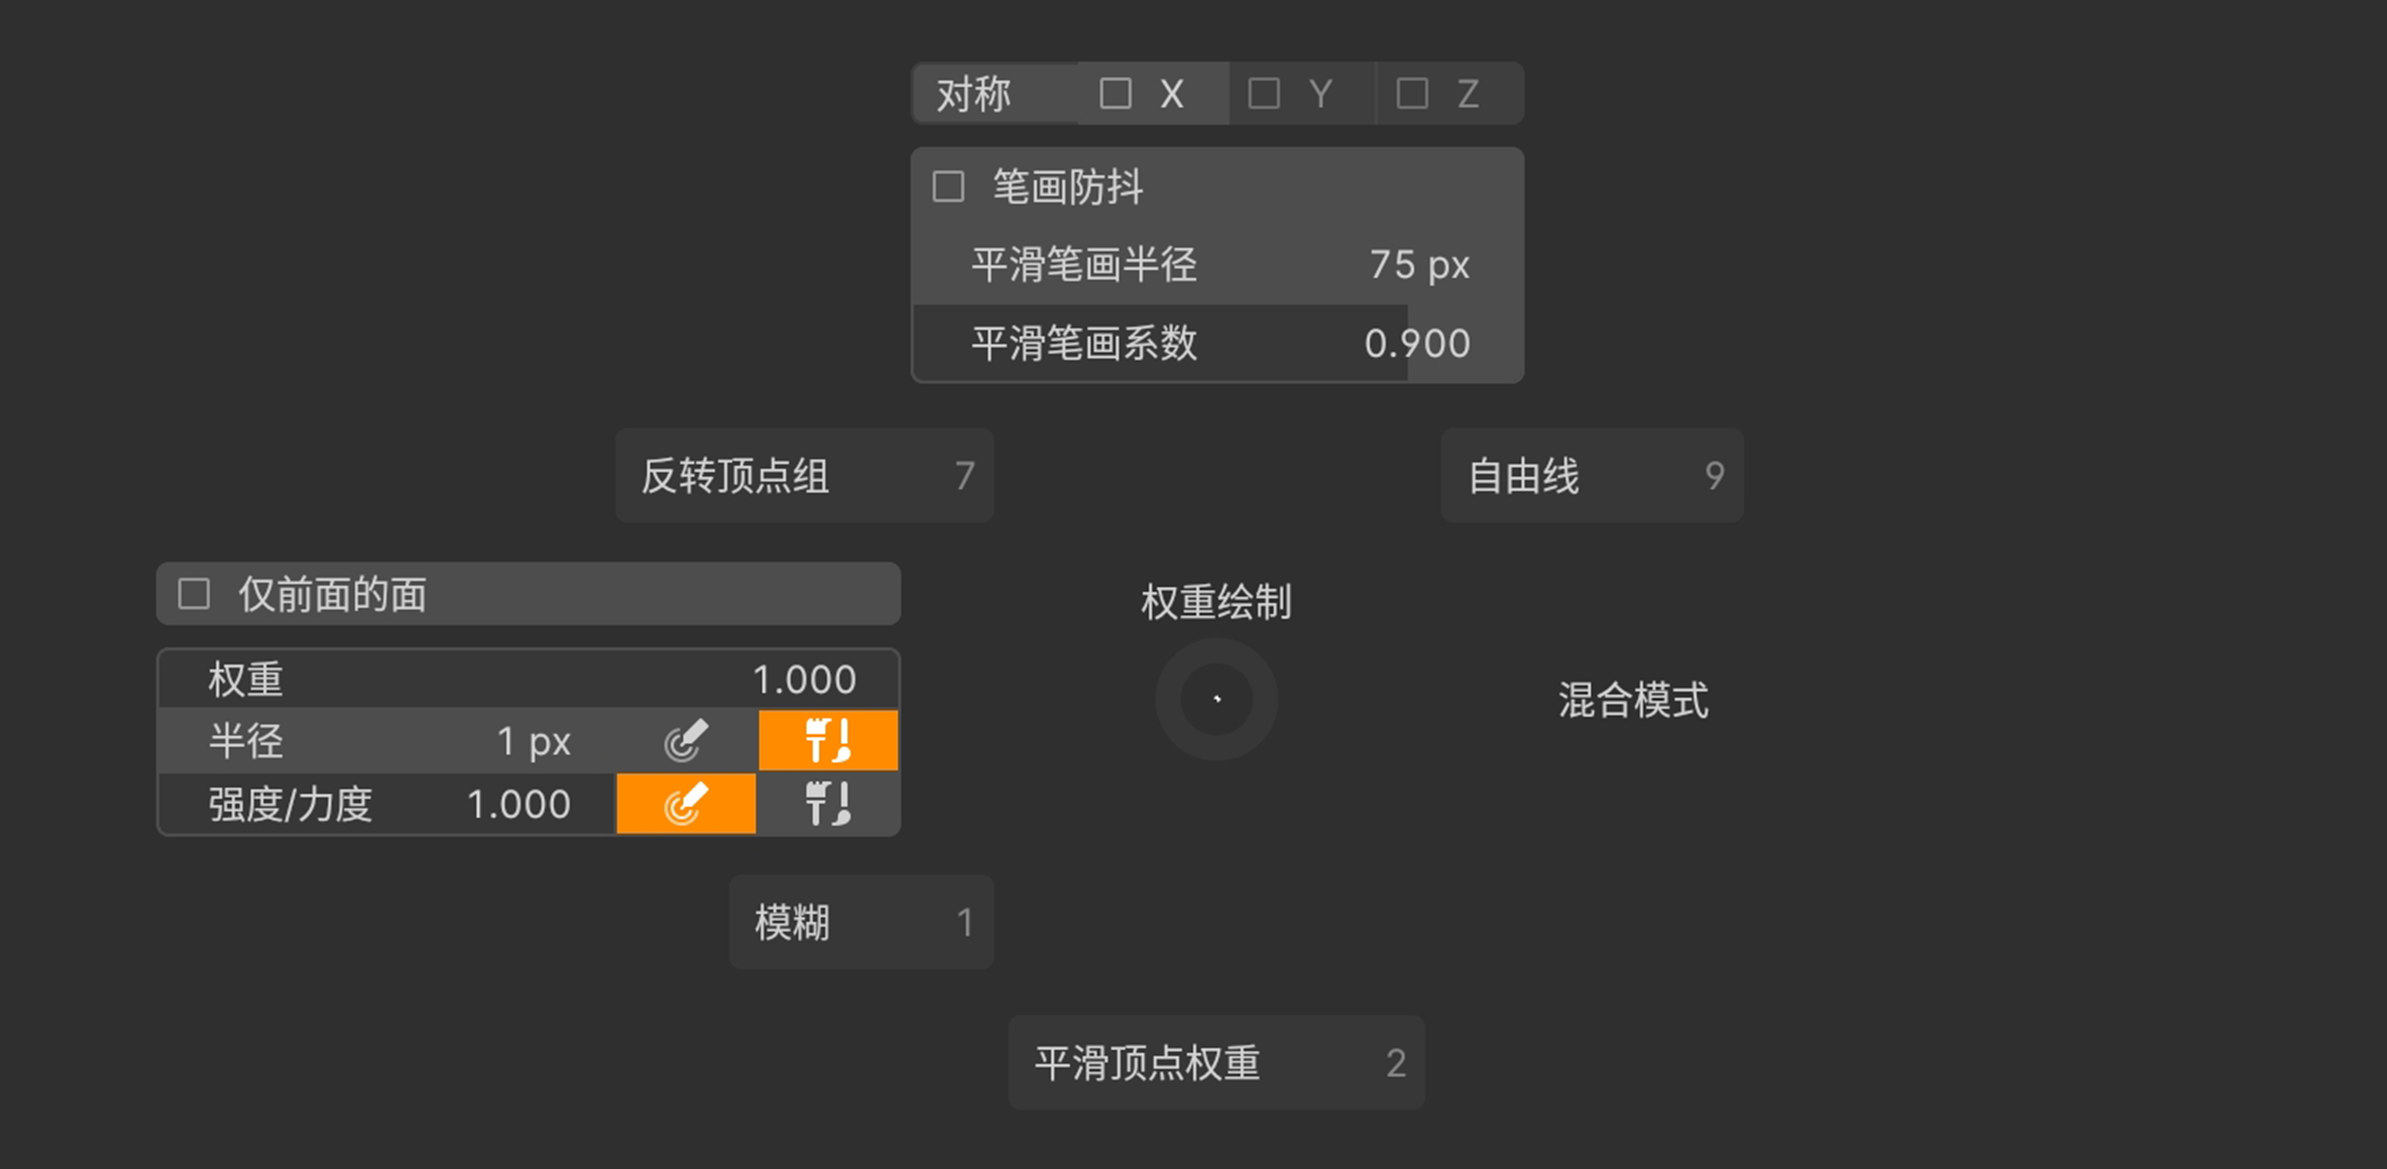 对称 X Y Z
笔画防抖
平滑笔画半径 75 px
平滑笔画系数 0.900
反转顶点组 7
自由线 9
仅前面的面
权重绘制
权重 1.000
半径 1 px
强度/力度 1.000
混合模式
模糊 1
平滑顶点权重 2